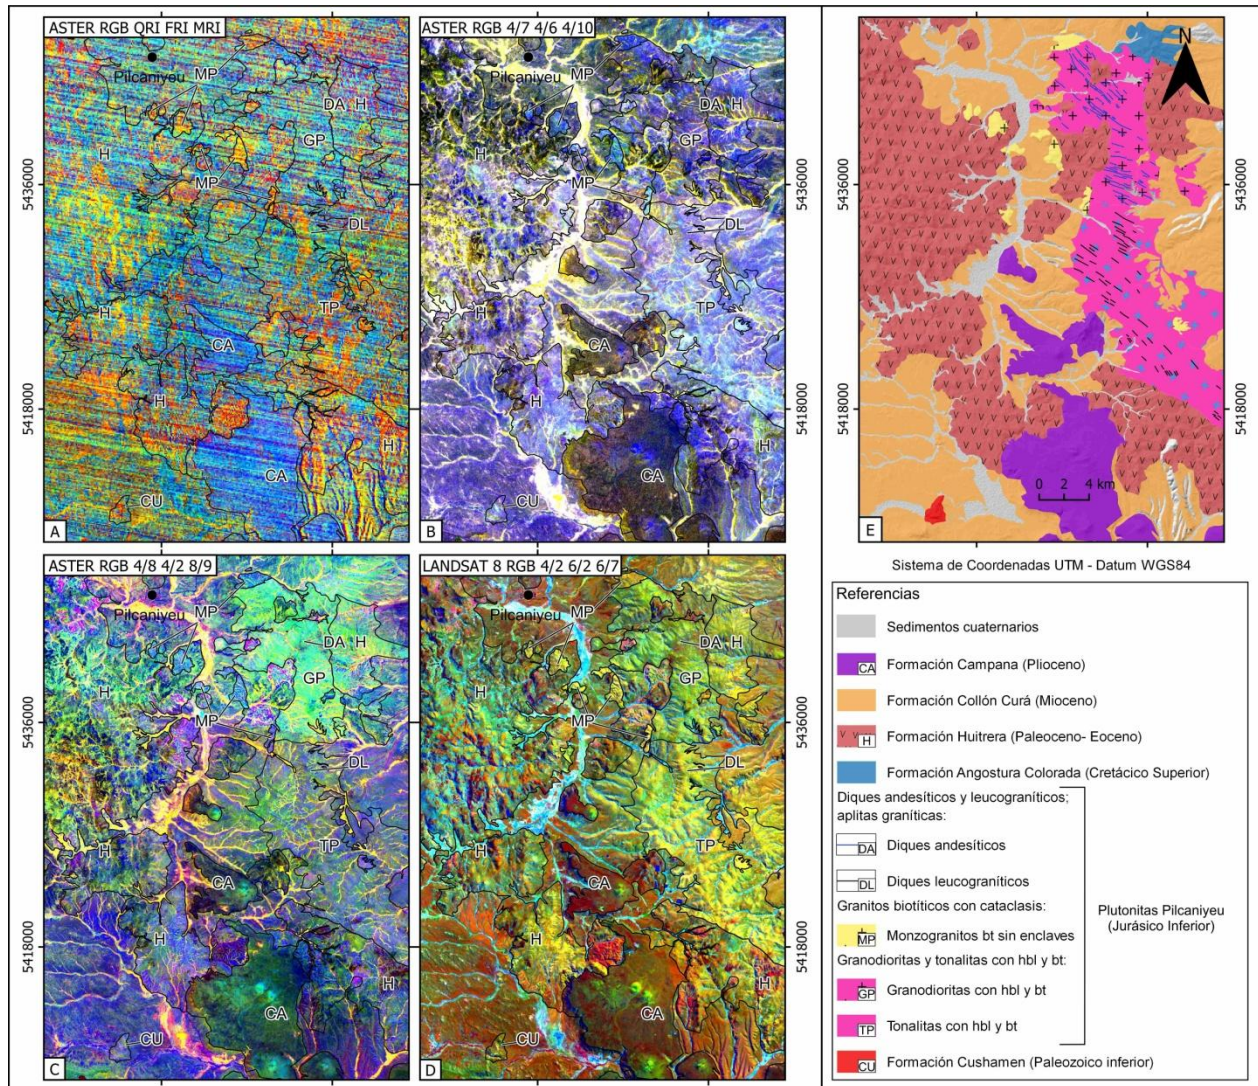 ASTER RGB QRI FRI MRI
Pilcaniyeu
MP
DA H
GP
H
MP
DL
TP
H
CA
H
H
CA
CU
A
ASTER RGB 4/7 4/6 4/10
Pilcaniyeu
MP
DA H
GP
H
MP
DL
TP
H
CA
H
H
CA
CU
B
5436000
5418000
5436000
5418000
N
0 2 4 km
E
5436000
5418000
Sistema de Coordenadas UTM - Datum WGS84
ASTER RGB 4/8 4/2 8/9
Pilcaniyeu
MP
DA H
GP
H
MP
DL
TP
H
CA
H
H
CA
CU
C
LANDSAT 8 RGB 4/2 6/2 6/7
Pilcaniyeu
MP
DA H
GP
H
MP
DL
TP
H
CA
H
H
CA
CU
D
5436000
5418000
Referencias
Sedimentos cuaternarios
CA Formación Campana (Plioceno)
Formación Collón Curá (Mioceno)
H Formación Huitrera (Paleoceno- Eoceno)
Formación Angostura Colorada (Cretácico Superior)
Diques andesíticos y leucograníticos;
aplitas graníticas:
DA Diques andesíticos
DL Diques leucograníticos
Granitos biotíticos con cataclasis:
MP Monzogranitos bt sin enclaves
Granodioritas y tonalitas con hbl y bt:
GP Granodioritas con hbl y bt
TP Tonalitas con hbl y bt
Plutonitas Pilcaniyeu
(Jurásico Inferior)
CU Formación Cushamen (Paleozoico inferior)